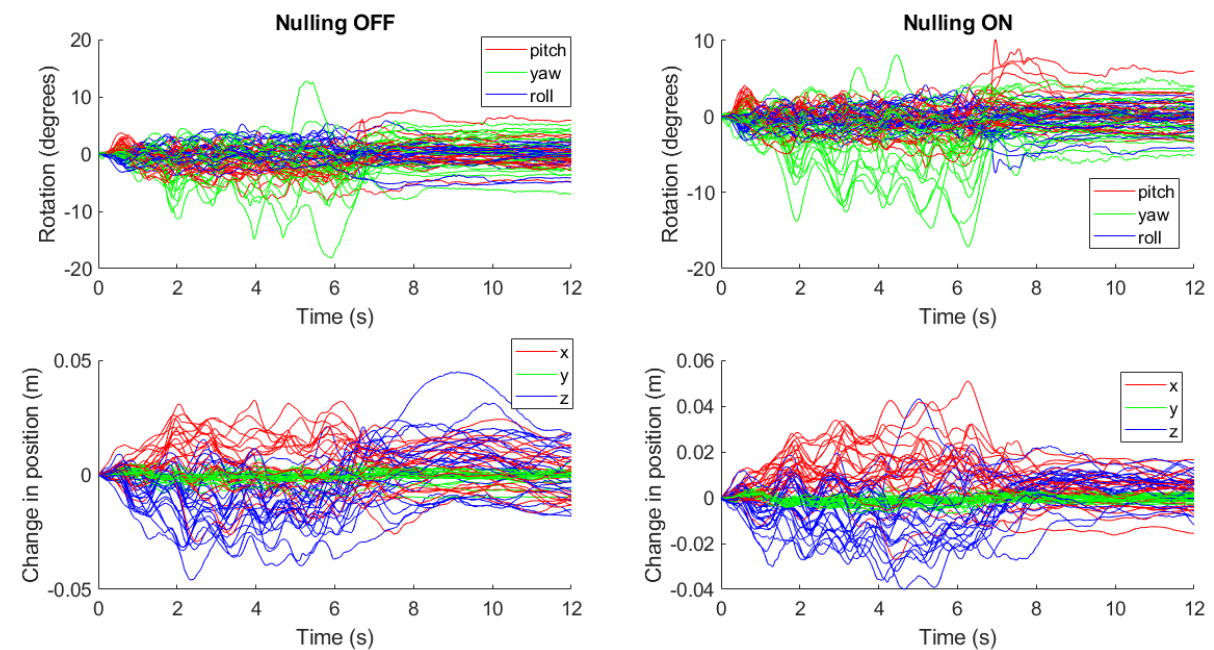 Nulling OFF
20
10
0
-10
-20
Rotation (degrees)
pitch
yaw
roll
0 2 4 6 8 10 12
Time (s)
Nulling ON
10
0
-10
-20
Rotation (degrees)
pitch
yaw
roll
0 2 4 6 8 10 12
Time (s)
0.05
0
-0.05
Change in position (m)
x
y
z
0 2 4 6 8 10 12
Time (s)
0.06
0.04
0.02
0
-0.02
-0.04
Change in position (m)
x
y
z
0 2 4 6 8 10 12
Time (s)